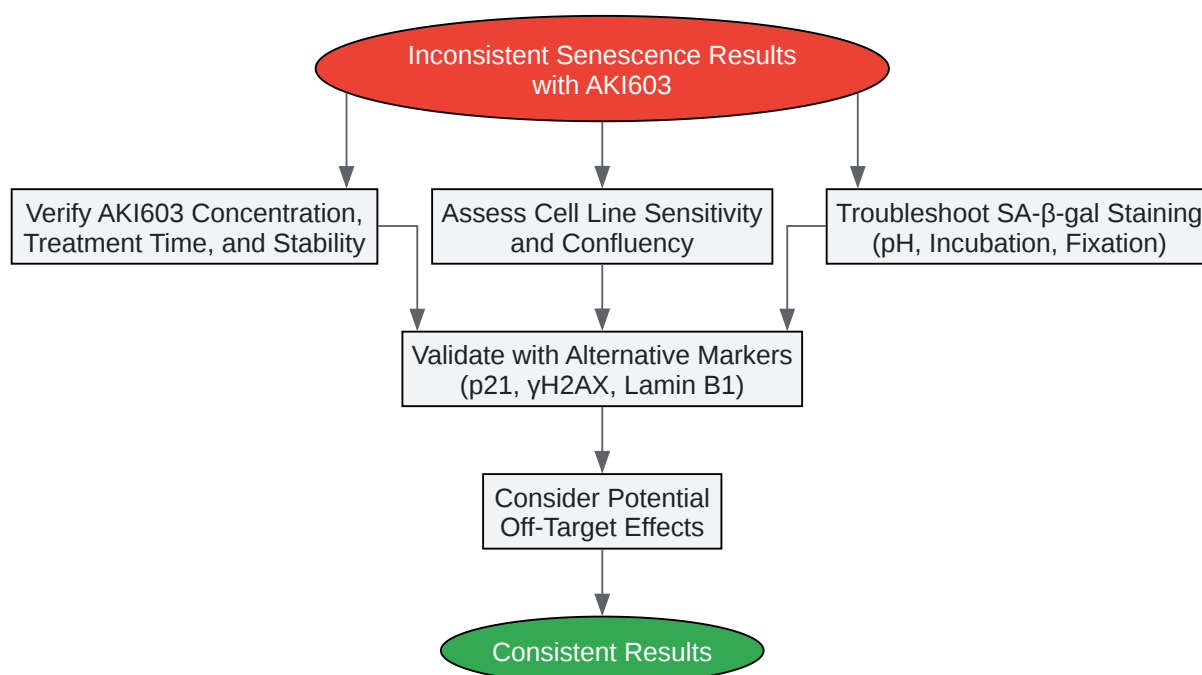 Inconsistent Senescence Results
with AKI603
Verify AKI603 Concentration,
Treatment Time, and Stability
Assess Cell Line Sensitivity
and Confluency
Troubleshoot SA-β-gal Staining
(pH, Incubation, Fixation)
Validate with Alternative Markers
(p21, γH2AX, Lamin B1)
Consider Potential
Off-Target Effects
Consistent Results